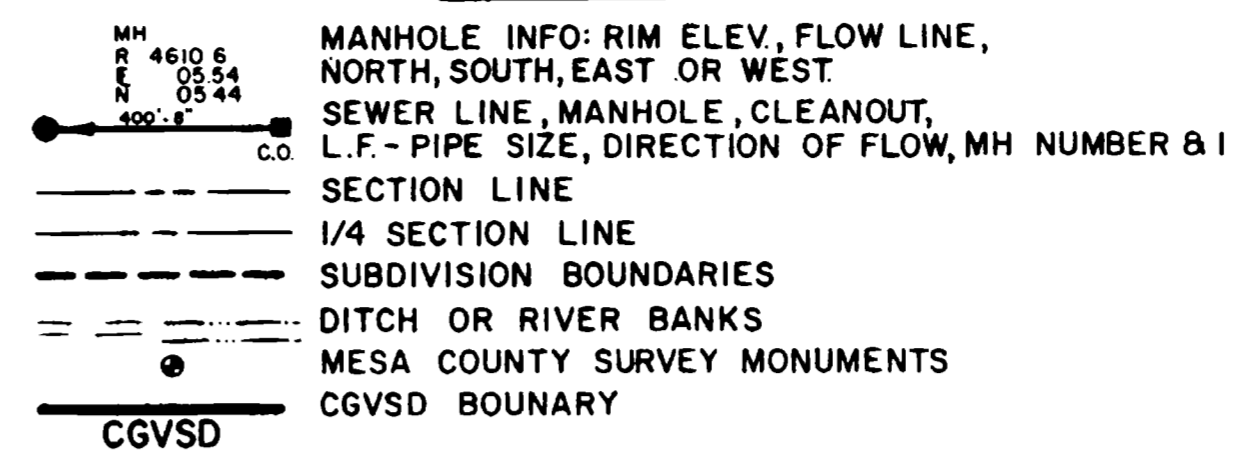 MH
R 4610 6
E 05.54
N 05 44
MANHOLE INFO: RIM ELEV., FLOW LINE,
NORTH, SOUTH, EAST OR WEST.
400'-8"
C.O.
SEWER LINE, MANHOLE, CLEANOUT,
L.F. - PIPE SIZE, DIRECTION OF FLOW, MH NUMBER & I
SECTION LINE
1/4 SECTION LINE
SUBDIVISION BOUNDARIES
DITCH OR RIVER BANKS
MESA COUNTY SURVEY MONUMENTS
CGVSD BOUNARY
CGVSD